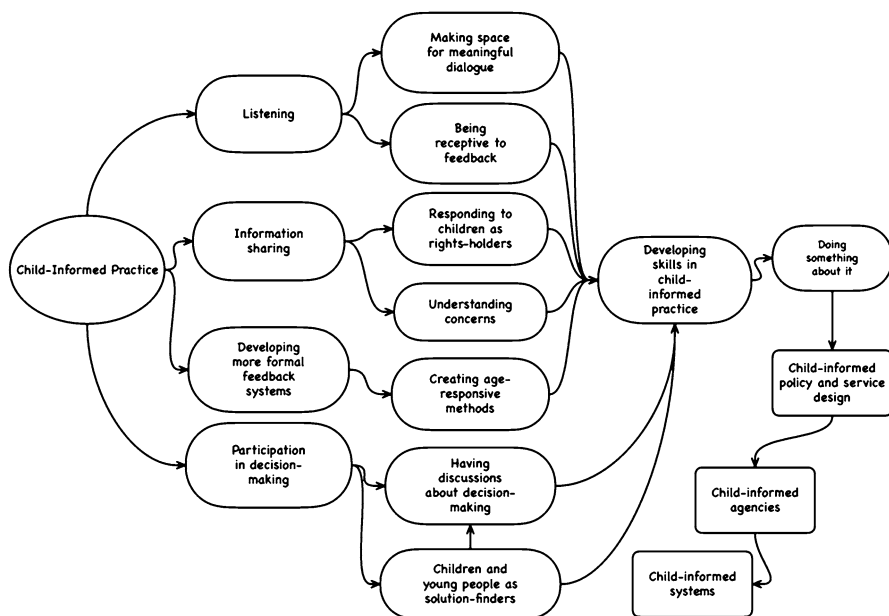 Making space
for meaningful
dialogue
Listening
Being
receptive to
feedback
Child-Informed Practice
Information
sharing
Responding to
children as
rights-holders
Understanding
concerns
Developing
more formal
feedback
systems
Creating age-
responsive
methods
Participation
in decision-
making
Having
discussions
about decision-
making
Children and
young people as
solution-finders
Developing
skills in
child-
informed
practice
Doing
something
about it
Child-informed
policy and service
design
Child-informed
agencies
Child-informed
systems